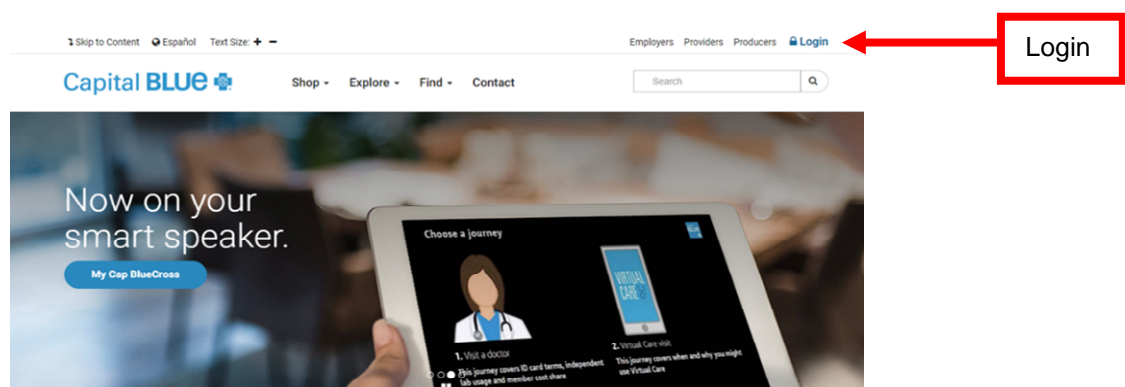 Skip to Content Español Text Size: + −
Employers Providers Producers Login
Login
Capital BLUE
Shop Explore Find Contact
Search
Now on your
smart speaker.
My Cap BlueCross
Choose a journey
VIRTUAL
CARE
1. Visit a doctor
This journey covers ID card terms, independent
lab usage and member cost share
2. Virtual Care visit
This journey covers when and why you might
use Virtual Care